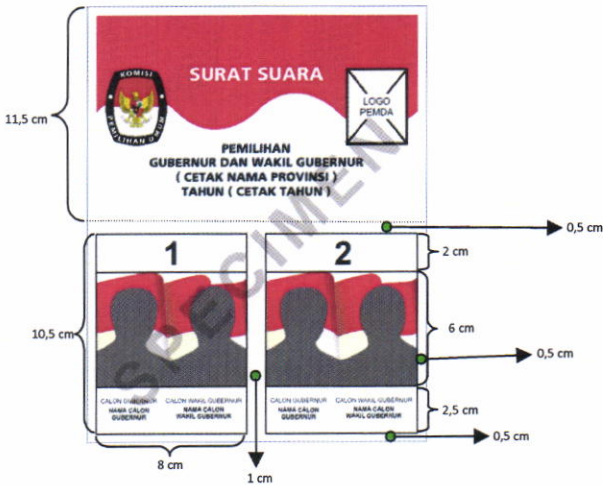 SURAT SUARA
KOMISI
PEMILIHAN UMUM
LOGO
PEMDA
11,5 cm
PEMILIHAN
GUBERNUR DAN WAKIL GUBERNUR
( CETAK NAMA PROVINSI )
TAHUN ( CETAK TAHUN )
SPECIMEN
0,5 cm
1
2
2 cm
10,5 cm
6 cm
0,5 cm
CALON GUBERNUR
NAMA CALON
GUBERNUR
CALON WAKIL GUBERNUR
NAMA CALON
WAKIL GUBERNUR
CALON GUBERNUR
NAMA CALON
GUBERNUR
CALON WAKIL GUBERNUR
NAMA CALON
WAKIL GUBERNUR
2,5 cm
0,5 cm
8 cm
1 cm